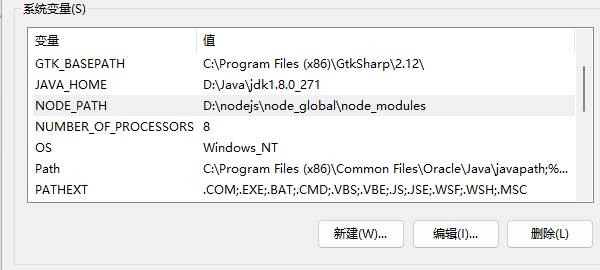 系统变量(S)
变量 值
GTK_BASEPATH C:\Program Files (x86)\GtkSharp\2.12\
JAVA_HOME D:\Java\jdk1.8.0_271
NODE_PATH D:\nodejs\node_global\node_modules
NUMBER_OF_PROCESSORS 8
OS Windows_NT
Path C:\Program Files (x86)\Common Files\Oracle\Java\javapath;%...
PATHEXT .COM;.EXE;.BAT;.CMD;.VBS;.VBE;.JS;.JSE;.WSF;.WSH;.MSC
新建(W)... 编辑(I)... 删除(L)